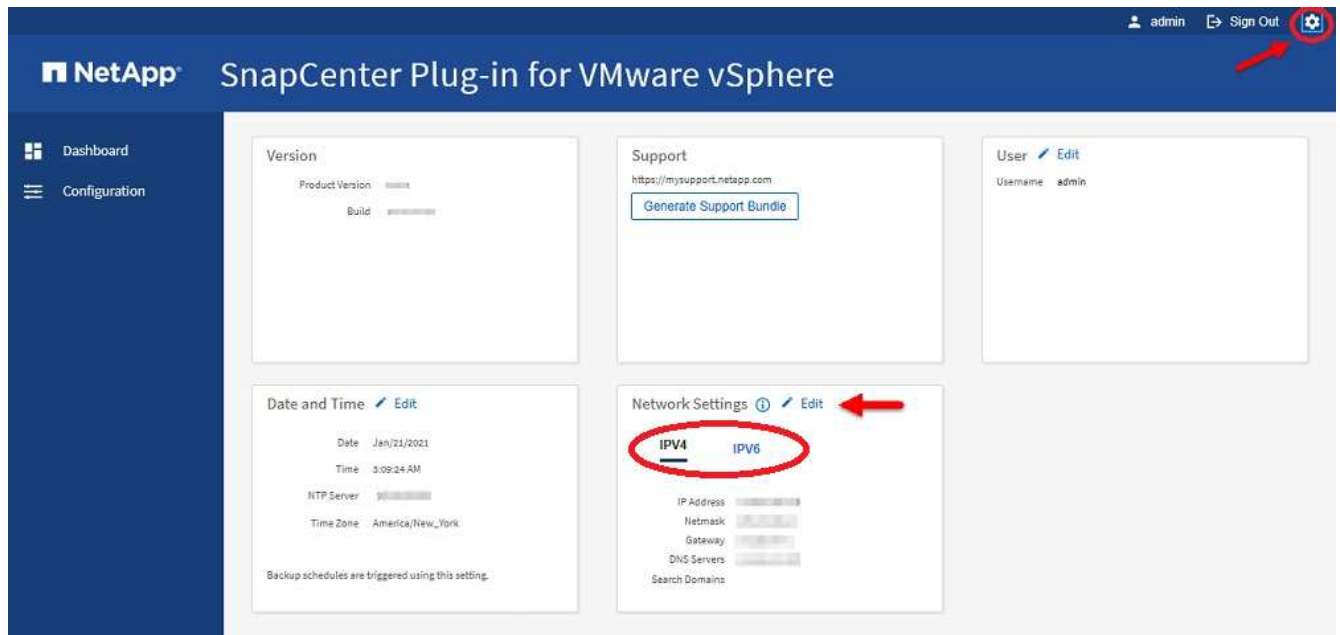 admin Sign Out
NetApp SnapCenter Plug-in for VMware vSphere
Dashboard
Configuration
Version
Product Version
Build
Support
https://mysupport.netapp.com
Generate Support Bundle
User Edit
Username admin
Date and Time Edit
Date Jan/21/2021
Time 3:09:24 AM
NTP Server
Time Zone America/New_York
Backup schedules are triggered using this setting.
Network Settings Edit
IPV4 IPV6
IP Address
Netmask
Gateway
DNS Servers
Search Domains